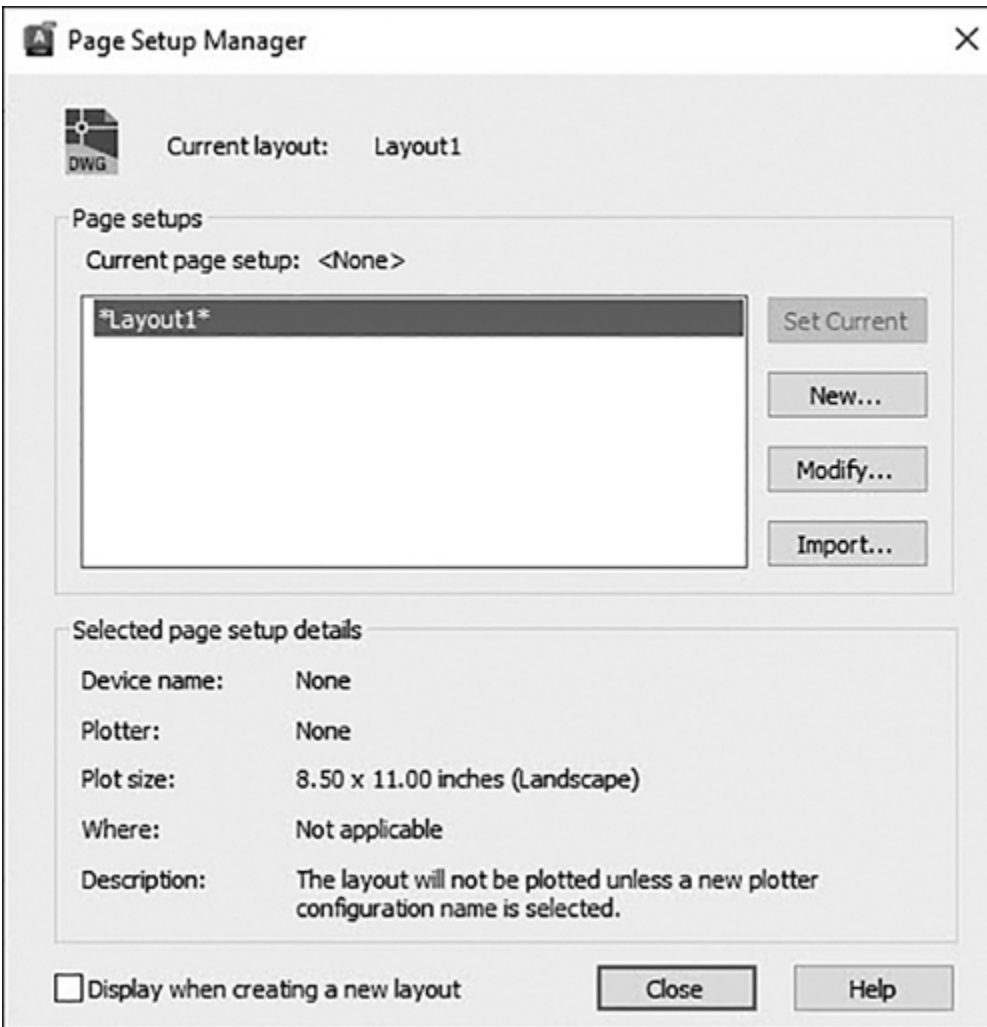 A
Page Setup Manager
DWG
Current layout: Layout1
Page setups
Current page setup: <None>
*Layout1*
Set Current
New...
Modify...
Import...
Selected page setup details
Device name: None
Plotter: None
Plot size: 8.50 x 11.00 inches (Landscape)
Where: Not applicable
Description: The layout will not be plotted unless a new plotter
configuration name is selected.
Display when creating a new layout
Close
Help